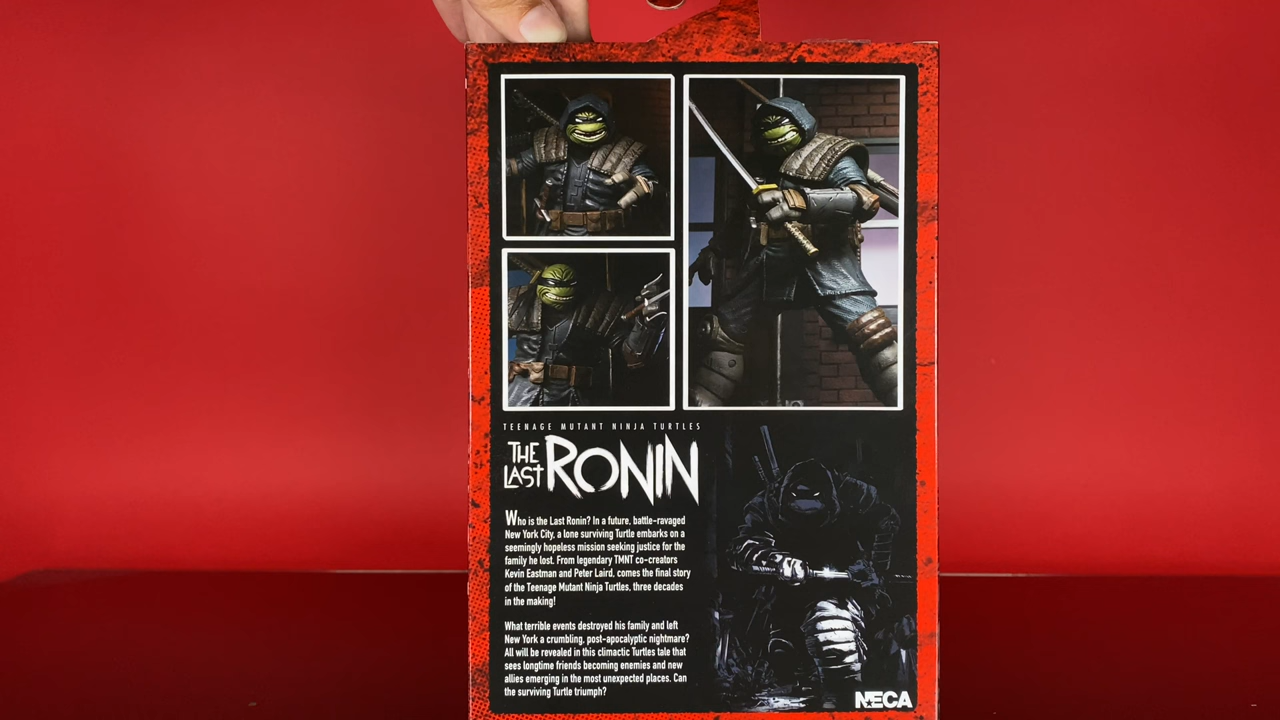 TEENAGE MUTANT NINJA TURTLES
THE
LAST
RONIN
Who is the Last Ronin? In a future, battle-ravaged
New York City, a lone surviving Turtle embarks on a
seemingly hopeless mission seeking justice for the
family he lost. From legendary TMNT co-creators
Kevin Eastman and Peter Laird, comes the final story
of the Teenage Mutant Ninja Turtles, three decades
in the making!
What terrible events destroyed his family and left
New York a crumbling, post-apocalyptic nightmare?
All will be revealed in this climactic Turtles tale that
sees longtime friends becoming enemies and new
allies emerging in the most unexpected places. Can
the surviving Turtle triumph?
NECA